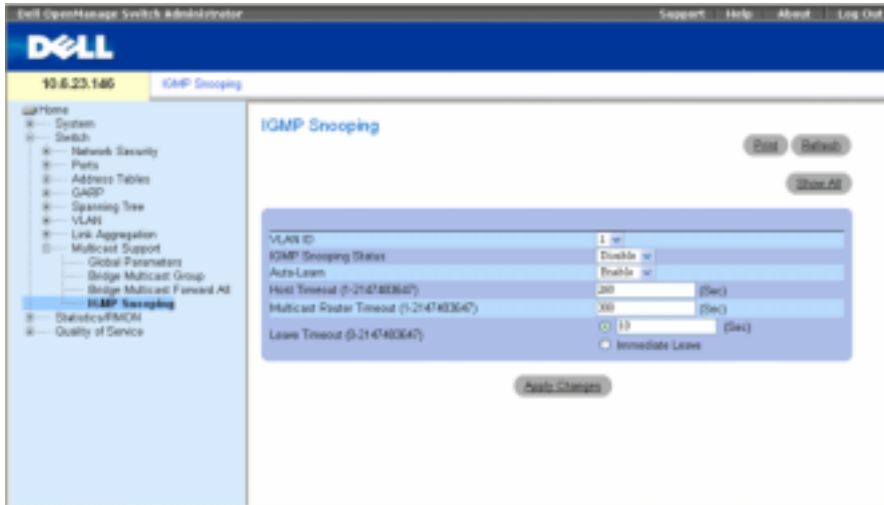 Dell OpenManage Switch Administrator
Support Help About Log Out
DELL
10.6.23.146
IGMP Snooping
Home
System
Switch
Network Security
Ports
Address Tables
GARP
Spanning Tree
VLAN
Link Aggregation
Multicast Support
Global Parameters
Bridge Multicast Group
Bridge Multicast Forward All
IGMP Snooping
Statistics/RMON
Quality of Service
IGMP Snooping
Print Refresh
Show All
VLAN ID 1
IGMP Snooping Status Disable
Auto-Learn Enable
Host Timeout (1-2147483647) 260 (Sec)
Multicast Router Timeout (1-2147483647) 300 (Sec)
Leave Timeout (0-2147483647) 10 (Sec)
Immediate Leave
Apply Changes